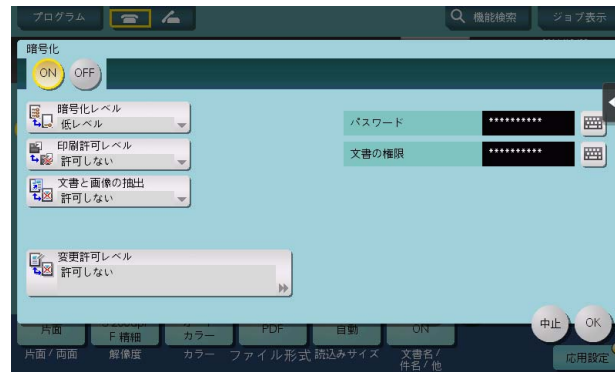 プログラム
機能検索
ジョブ表示
暗号化
ON
OFF
暗号化レベル
低レベル
印刷許可レベル
許可しない
文書と画像の抽出
許可しない
変更許可レベル
許可しない
パスワード
**********
文書の権限
**********
中止
OK
片面
F 精細
カラー
PDF
自動
ON
片面/両面
解像度
カラー
ファイル形式
読込みサイズ
文書名/
件名/他
応用設定